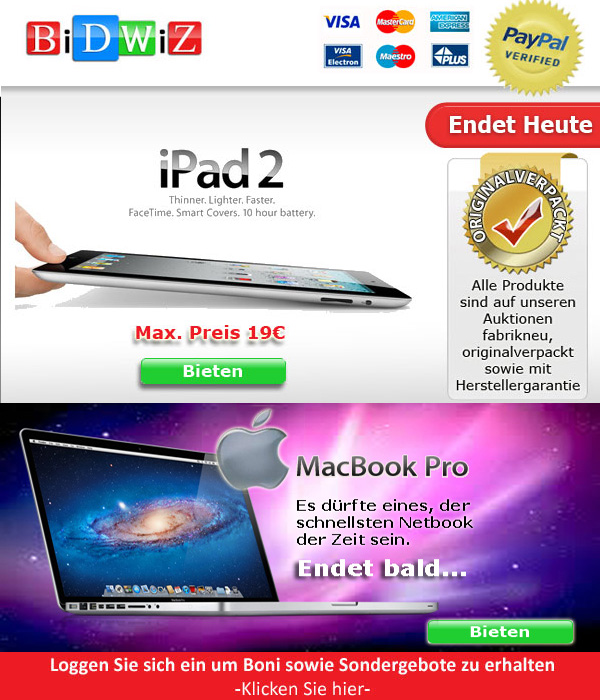 BiDWiZ
VISA MasterCard AMERICAN EXPRESS
VISA Electron Maestro PLUS
PayPal
VERIFIED
Endet Heute
iPad 2
Thinner. Lighter. Faster.
FaceTime. Smart Covers. 10 hour battery.
ORIGINALVERPACKT
Alle Produkte
sind auf unseren
Auktionen
fabrikneu,
originalverpackt
sowie mit
Herstellergarantie
Max. Preis 19€
Bieten
MacBook Pro
Es dürfte eines, der
schnellsten Netbook
der Zeit sein.
Endet bald...
Bieten
Loggen Sie sich ein um Boni sowie Sondergebote zu erhalten
-Klicken Sie hier-